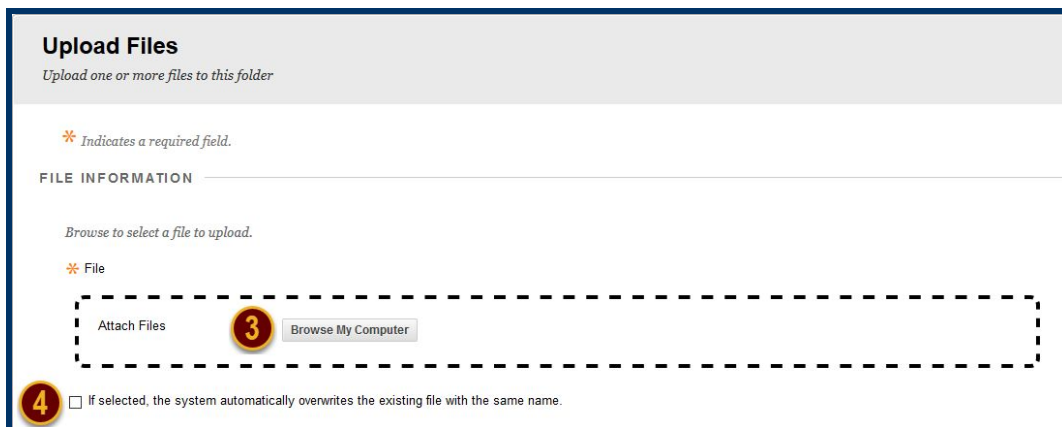 Upload Files
Upload one or more files to this folder
* Indicates a required field.
FILE INFORMATION
Browse to select a file to upload.
* File
Attach Files 3 Browse My Computer
4 If selected, the system automatically overwrites the existing file with the same name.